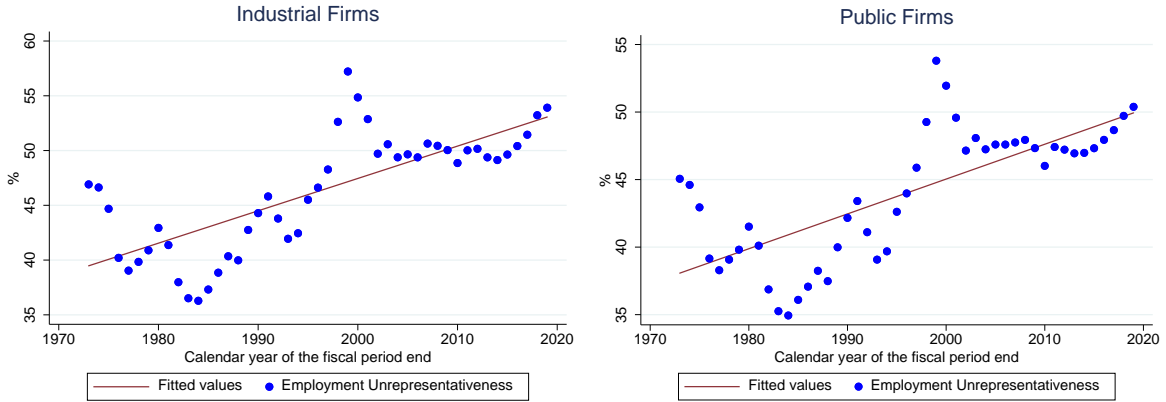 Industrial Firms
60
55
50
45
40
35
%
1970 1980 1990 2000 2010 2020
Calendar year of the fiscal period end
Fitted values Employment Unrepresentativeness
Public Firms
55
50
45
40
35
%
1970 1980 1990 2000 2010 2020
Calendar year of the fiscal period end
Fitted values Employment Unrepresentativeness